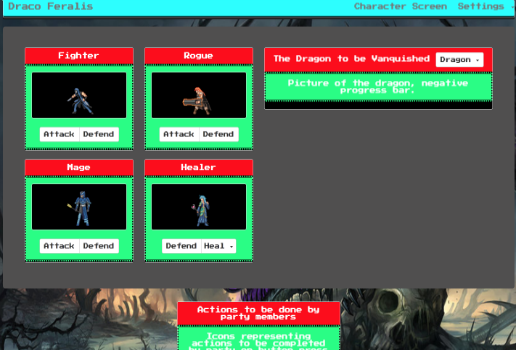 Draco Feralis
Character Screen Settings
Fighter
Rogue
The Dragon to be Vanquished Dragon
Picture of the dragon, negative
progress bar.
Attack Defend
Attack Defend
Mage
Healer
Attack Defend
Defend Heal
Actions to be done by
party members
Icons representing
actions to be completed